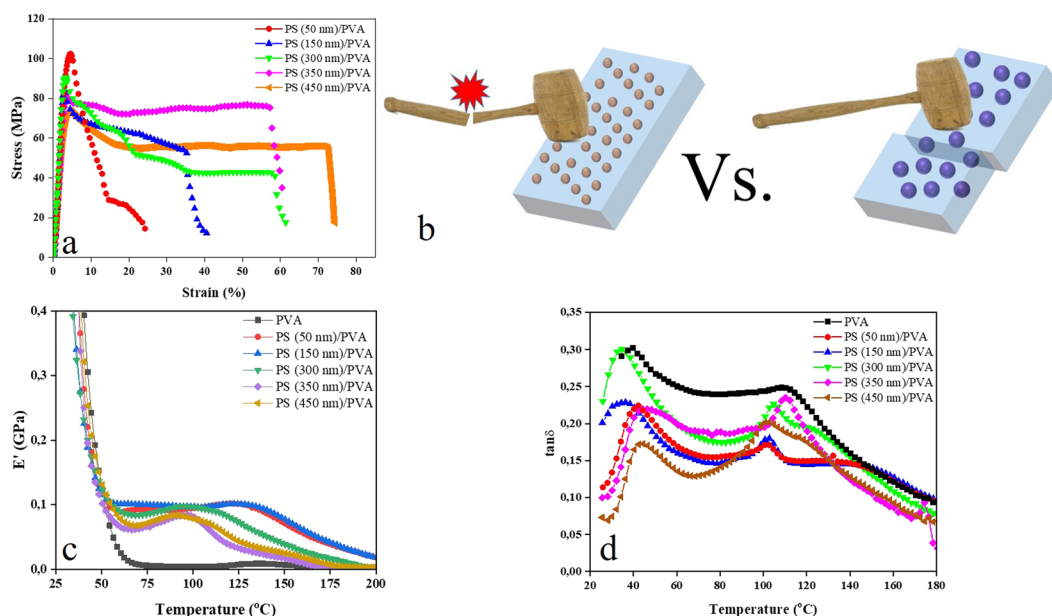 120
100
80
60
40
20
0
0 10 20 30 40 50 60 70 80
Stress (MPa)
Strain (%)
PS (50 nm)/PVA
PS (150 nm)/PVA
PS (300 nm)/PVA
PS (350 nm)/PVA
PS (450 nm)/PVA
a
b
Vs.
0,4
0,3
0,2
0,1
0,0
25 50 75 100 125 150 175 200
E' (GPa)
Temperature (°C)
PVA
PS (50 nm)/PVA
PS (150 nm)/PVA
PS (300 nm)/PVA
PS (350 nm)/PVA
PS (450 nm)/PVA
c
0,35
0,30
0,25
0,20
0,15
0,10
0,05
0,00
20 40 60 80 100 120 140 160 180
tanδ
Temperature (°C)
PVA
PS (50 nm)/PVA
PS (150 nm)/PVA
PS (300 nm)/PVA
PS (350 nm)/PVA
PS (450 nm)/PVA
d